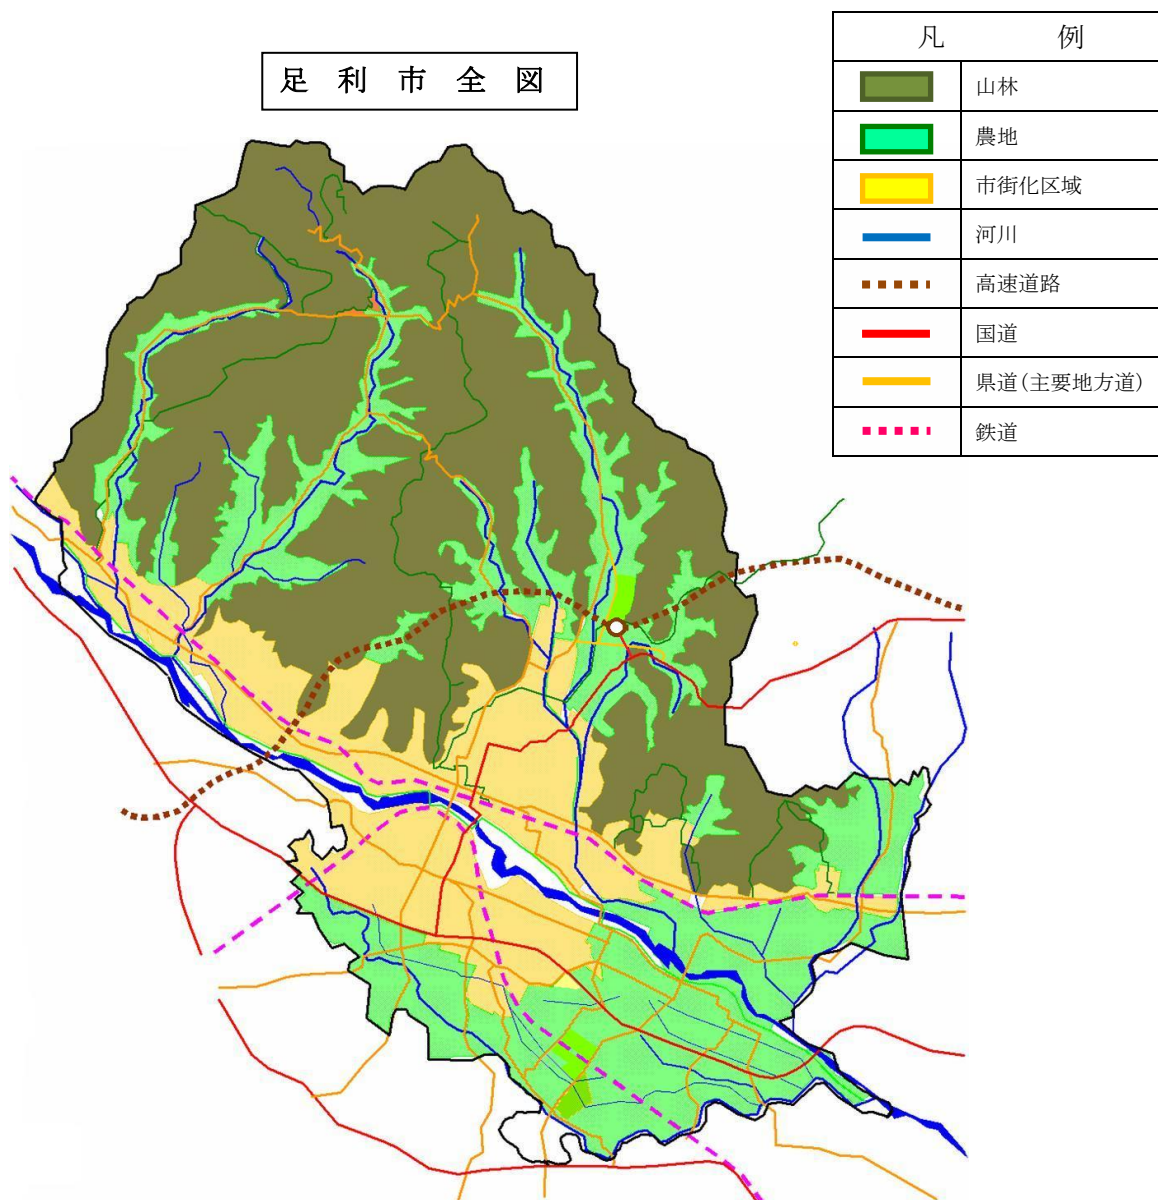 足利市全図
凡例
山林
農地
市街化区域
河川
高速道路
国道
県道(主要地方道)
鉄道